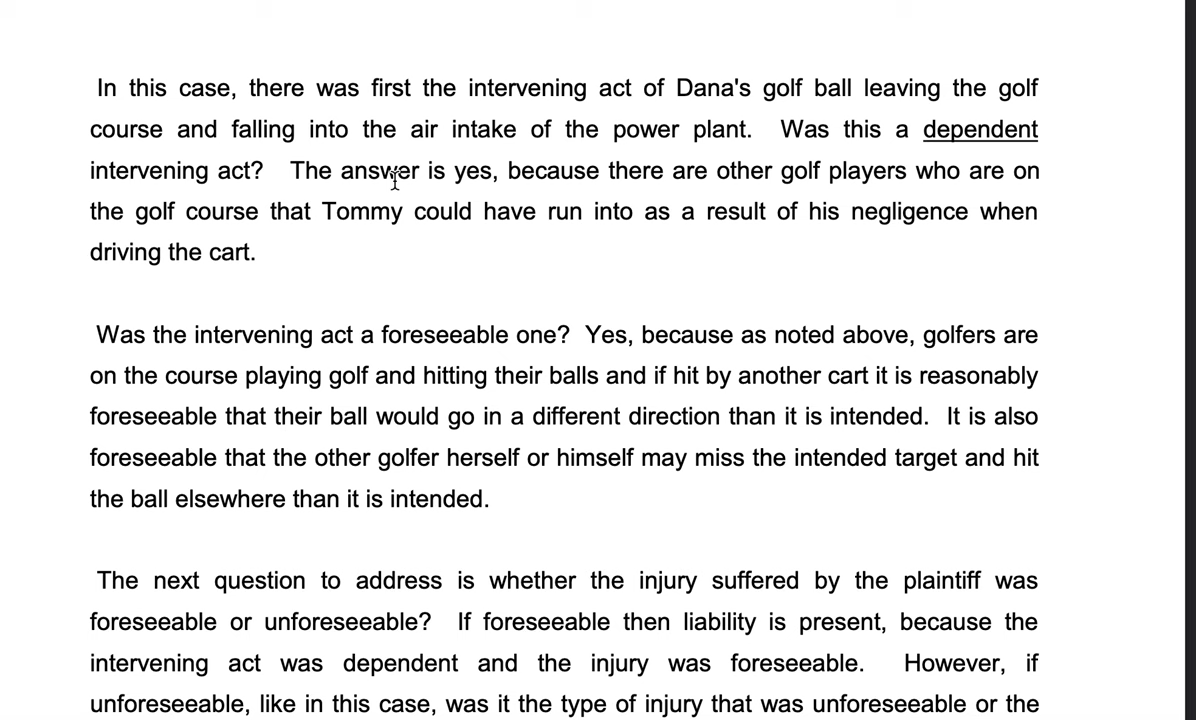 In this case, there was first the intervening act of Dana's golf ball leaving the golf
course and falling into the air intake of the power plant. Was this a dependent
intervening act? The answer is yes, because there are other golf players who are on
the golf course that Tommy could have run into as a result of his negligence when
driving the cart.
Was the intervening act a foreseeable one? Yes, because as noted above, golfers are
on the course playing golf and hitting their balls and if hit by another cart it is reasonably
foreseeable that their ball would go in a different direction than it is intended. It is also
foreseeable that the other golfer herself or himself may miss the intended target and hit
the ball elsewhere than it is intended.
The next question to address is whether the injury suffered by the plaintiff was
foreseeable or unforeseeable? If foreseeable then liability is present, because the
intervening act was dependent and the injury was foreseeable. However, if
unforeseeable, like in this case, was it the type of injury that was unforeseeable or the